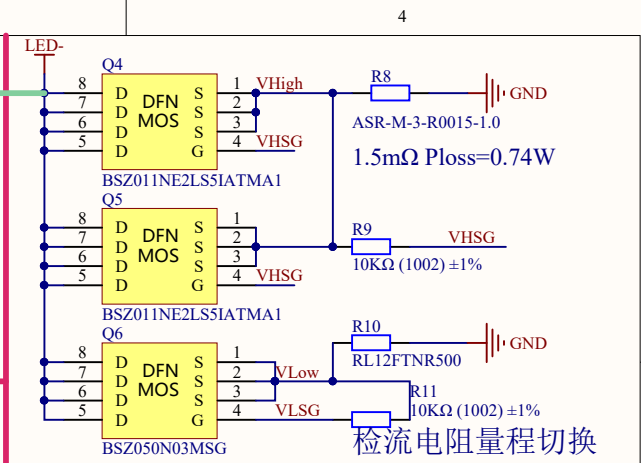 4
LED-
Q4
8 D DFN MOS S 1 VHigh
7 D S 2
6 D S 3
5 D G 4 VHSG
BSZ011NE2LS5IATMA1
R8
GND
ASR-M-3-R0015-1.0
1.5mΩ Ploss=0.74W
Q5
8 D DFN MOS S 1
7 D S 2
6 D S 3
5 D G 4 VHSG
BSZ011NE2LS5IATMA1
R9
VHSG
10KΩ (1002) ±1%
Q6
8 D DFN MOS S 1
7 D S 2 VLow
6 D S 3
5 D G 4 VLSG
BSZ050N03MSG
R10
GND
RL12FTNR500
R11
10KΩ (1002) ±1%
检流电阻量程切换